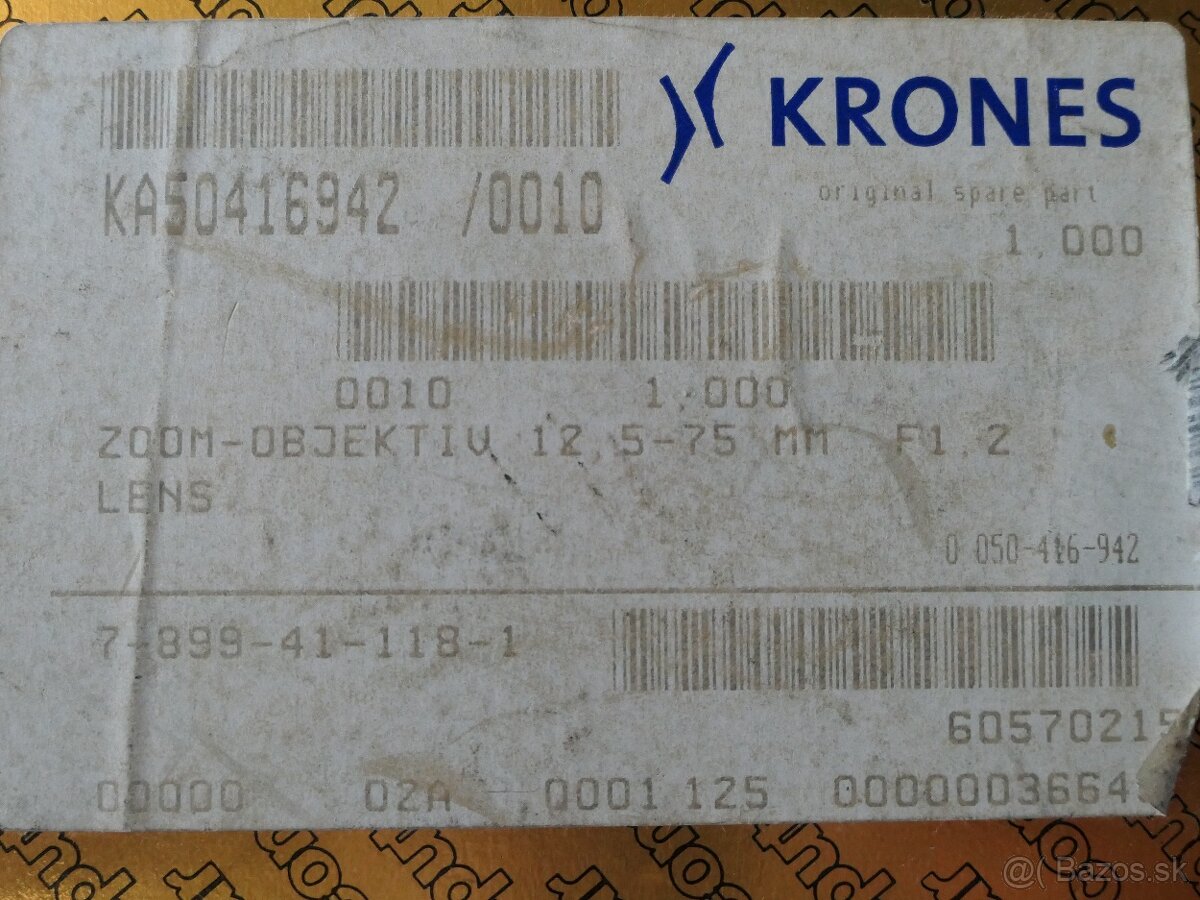 KRONES
original spare part
KA50416942 /0010
1,000
0010 1,000
ZOOM-OBJEKTIV 12,5-75 MM F1,2
LENS
0 050-416-942
7-899-41-118-1
6057021
00000 02A 0001 125 00000003664
@( Bazos.sk